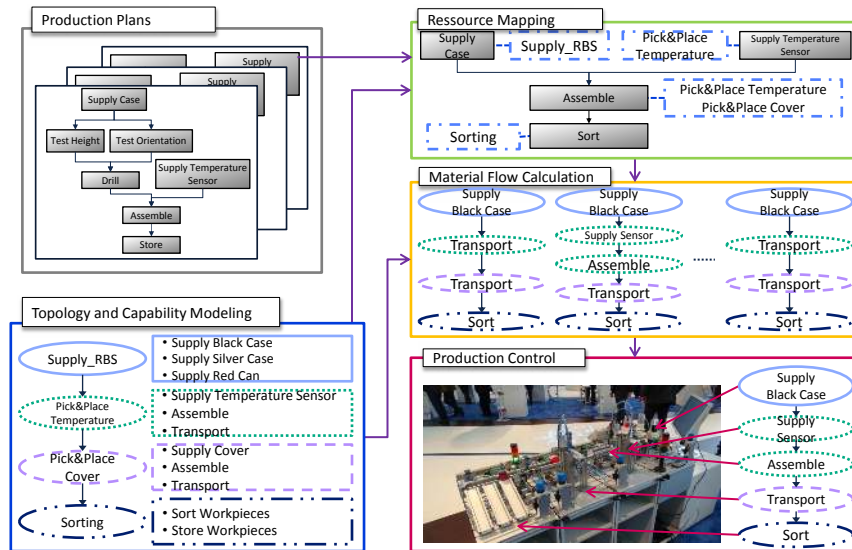 Production Plans
Supply
Supply
Supply
Supply Case
Test Height
Test Orientation
Supply Temperature
Sensor
Drill
Assemble
Store
Ressource Mapping
Supply
Case
Supply_RBS
Pick&Place
Temperature
Supply Temperature
Sensor
Assemble
Pick&Place Temperature
Pick&Place Cover
Sorting
Sort
Material Flow Calculation
Supply
Black Case
Transport
Transport
Sort
Supply
Black Case
Supply Sensor
Assemble
Transport
Sort
......
Supply
Black Case
Transport
Transport
Sort
Topology and Capability Modeling
Supply_RBS
• Supply Black Case
• Supply Silver Case
• Supply Red Can
Pick&Place
Temperature
• Supply Temperature Sensor
• Assemble
• Transport
Pick&Place
Cover
• Supply Cover
• Assemble
• Transport
Sorting
• Sort Workpieces
• Store Workpieces
Production Control
Supply
Black Case
Supply
Sensor
Assemble
Transport
Sort